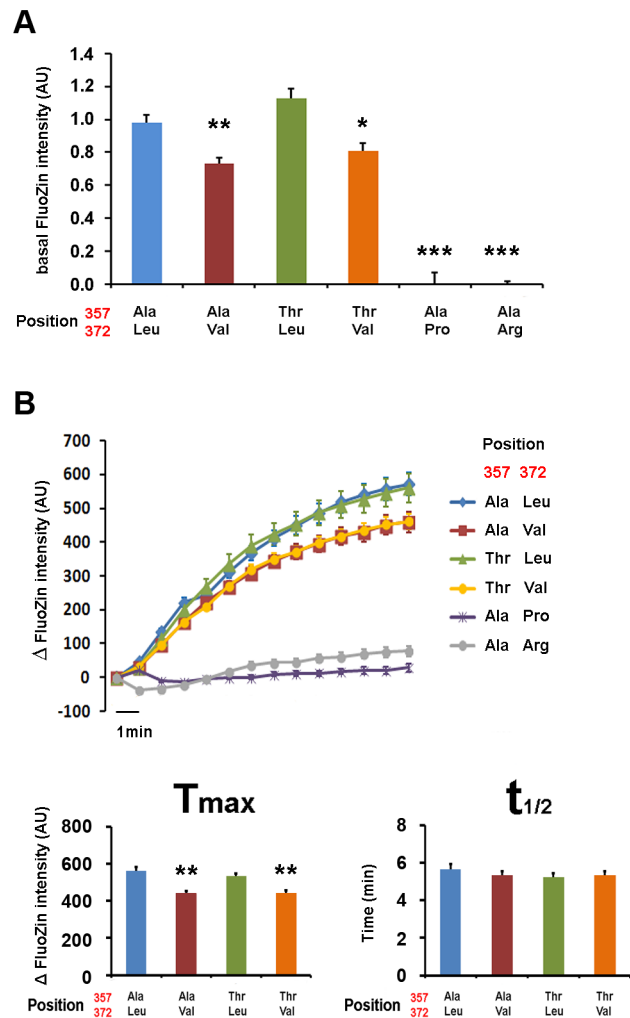 A
basal FluoZin intensity (AU)
1.4
1.2
1.0
0.8
0.6
0.4
0.2
0.0
** * *** ***
Position 357 Ala Ala Thr Thr Ala Ala
372 Leu Val Leu Val Pro Arg
B
Δ FluoZin intensity (AU)
700
600
500
400
300
200
100
0
-100
1min
Position
357 372
Ala Leu
Ala Val
Thr Leu
Thr Val
Ala Pro
Ala Arg
Tmax
Δ FluoZin intensity (AU)
800
600
400
200
0
** **
Position 357 Ala Ala Thr Thr
372 Leu Val Leu Val
t1/2
Time (min)
8
6
4
2
0
Position 357 Ala Ala Thr Thr
372 Leu Val Leu Val